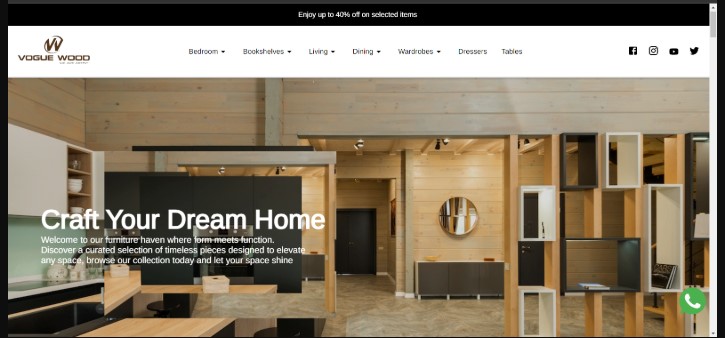 Enjoy up to 40% off on selected items
VOGUE WOOD
Bedroom Bookshelves Living Dining Wardrobes Dressers Tables
Craft Your Dream Home
Welcome to our furniture haven where form meets function.
Discover a curated selection of timeless pieces designed to elevate
any space, browse our collection today and let your space shine